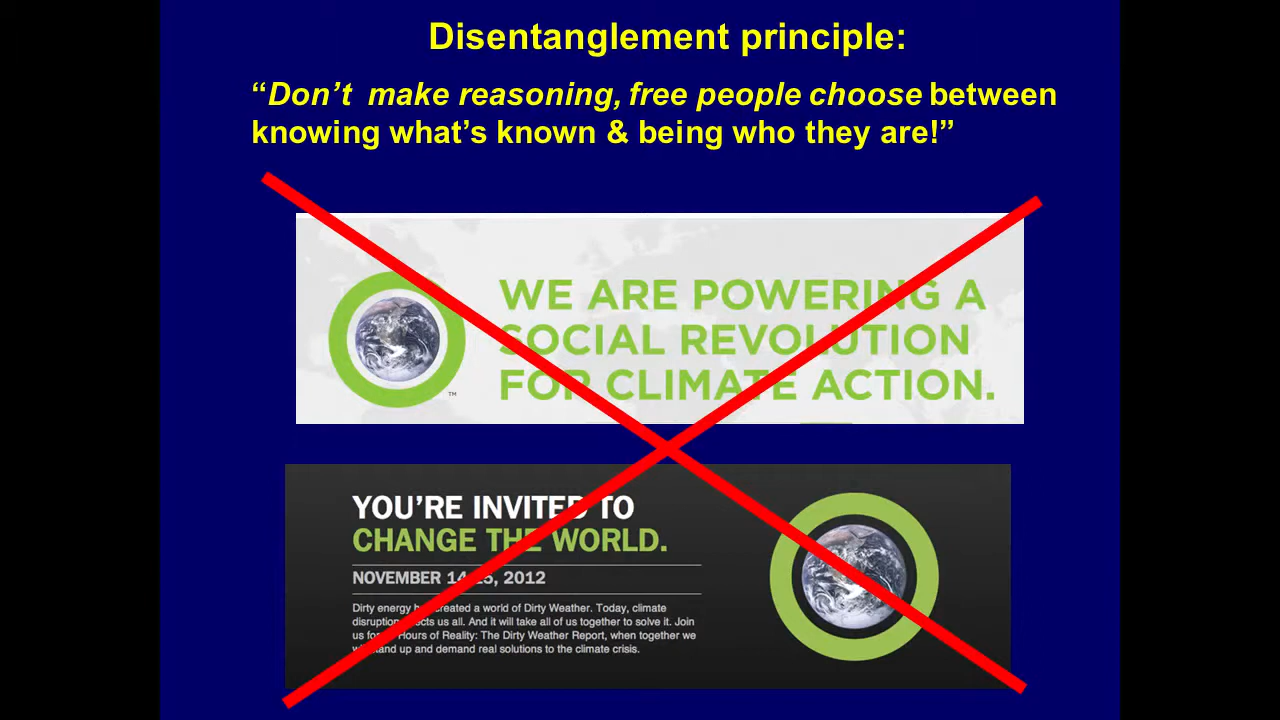 Disentanglement principle:
“Don’t make reasoning, free people choose between
knowing what’s known & being who they are!”
WE ARE POWERING A
SOCIAL REVOLUTION
FOR CLIMATE ACTION.
TM
YOU’RE INVITED TO
CHANGE THE WORLD.
NOVEMBER 14-15, 2012
Dirty energy has created a world of Dirty Weather. Today, climate
disruption affects us all. And it will take all of us together to solve it. Join
us for Hours of Reality: The Dirty Weather Report, when together we
will stand up and demand real solutions to the climate crisis.